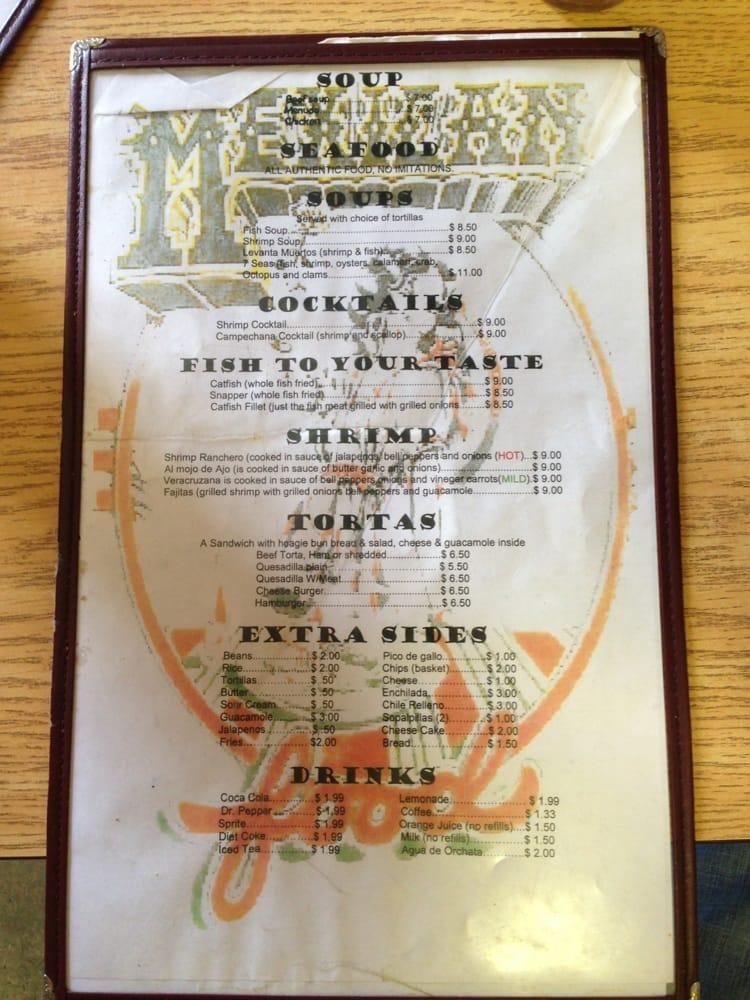 MEXICAN
Food
SOUP
Beef soup............$ 7.00
Menudo............$ 7.00
Chicken............$ 7.00
SEAFOOD
ALL AUTHENTIC FOOD, NO IMITATIONS.
SOUPS
Served with choice of tortillas
Fish Soup............$ 8.50
Shrimp Soup............$ 9.00
Levanta Muertos (shrimp & fish)............$ 8.50
7 Seas (fish, shrimp, oysters, calamari, crab,
Octopus and clams............$ 11.00
COCKTAILS
Shrimp Cocktail............$ 9.00
Campechana Cocktail (shrimp and scallop)............$ 9.00
FISH TO YOUR TASTE
Catfish (whole fish fried)............$ 9.00
Snapper (whole fish fried)............$ 8.50
Catfish Fillet (just the fish meat grilled with grilled onions.........$ 8.50
SHRIMP
Shrimp Ranchero (cooked in sauce of jalapenos, bell peppers and onions (HOT)...$ 9.00
Al mojo de Ajo (is cooked in sauce of butter garlic and onions)............$ 9.00
Veracruzana is cooked in sauce of bell peppers onions and vinegar carrots(MILD).$ 9.00
Fajitas (grilled shrimp with grilled onions bell peppers and guacamole............$ 9.00
TORTAS
A Sandwich with hoagie bun bread & salad, cheese & guacamole inside
Beef Torta, Ham or shredded............$ 6.50
Quesadilla plain............$ 5.50
Quesadilla W/Meat............$ 6.50
Cheese Burger............$ 6.50
Hamburger............$ 6.50
EXTRA SIDES
Beans............$ 2.00 Pico de gallo............$ 1.00
Rice............$ 2.00 Chips (basket)............$ 2.00
Tortillas............$ .50 Cheese............$ 1.00
Butter............$ .50 Enchilada............$ 3.00
Sour Cream............$ .50 Chile Relleno............$ 3.00
Guacamole............$ 3.00 Sopapillas (2)............$ 1.00
Jalapenos............$ .50 Cheese Cake............$ 2.00
Fries............$2.00 Bread............$ 1.50
DRINKS
Coca Cola............$ 1.99 Lemonade............$ 1.99
Dr. Pepper............$ 1.99 Coffee............$ 1.33
Sprite............$ 1.99 Orange Juice (no refills)....$ 1.50
Diet Coke............$ 1.99 Milk (no refills)............$ 1.50
Iced Tea............$ 1.99 Agua de Orchata............$ 2.00